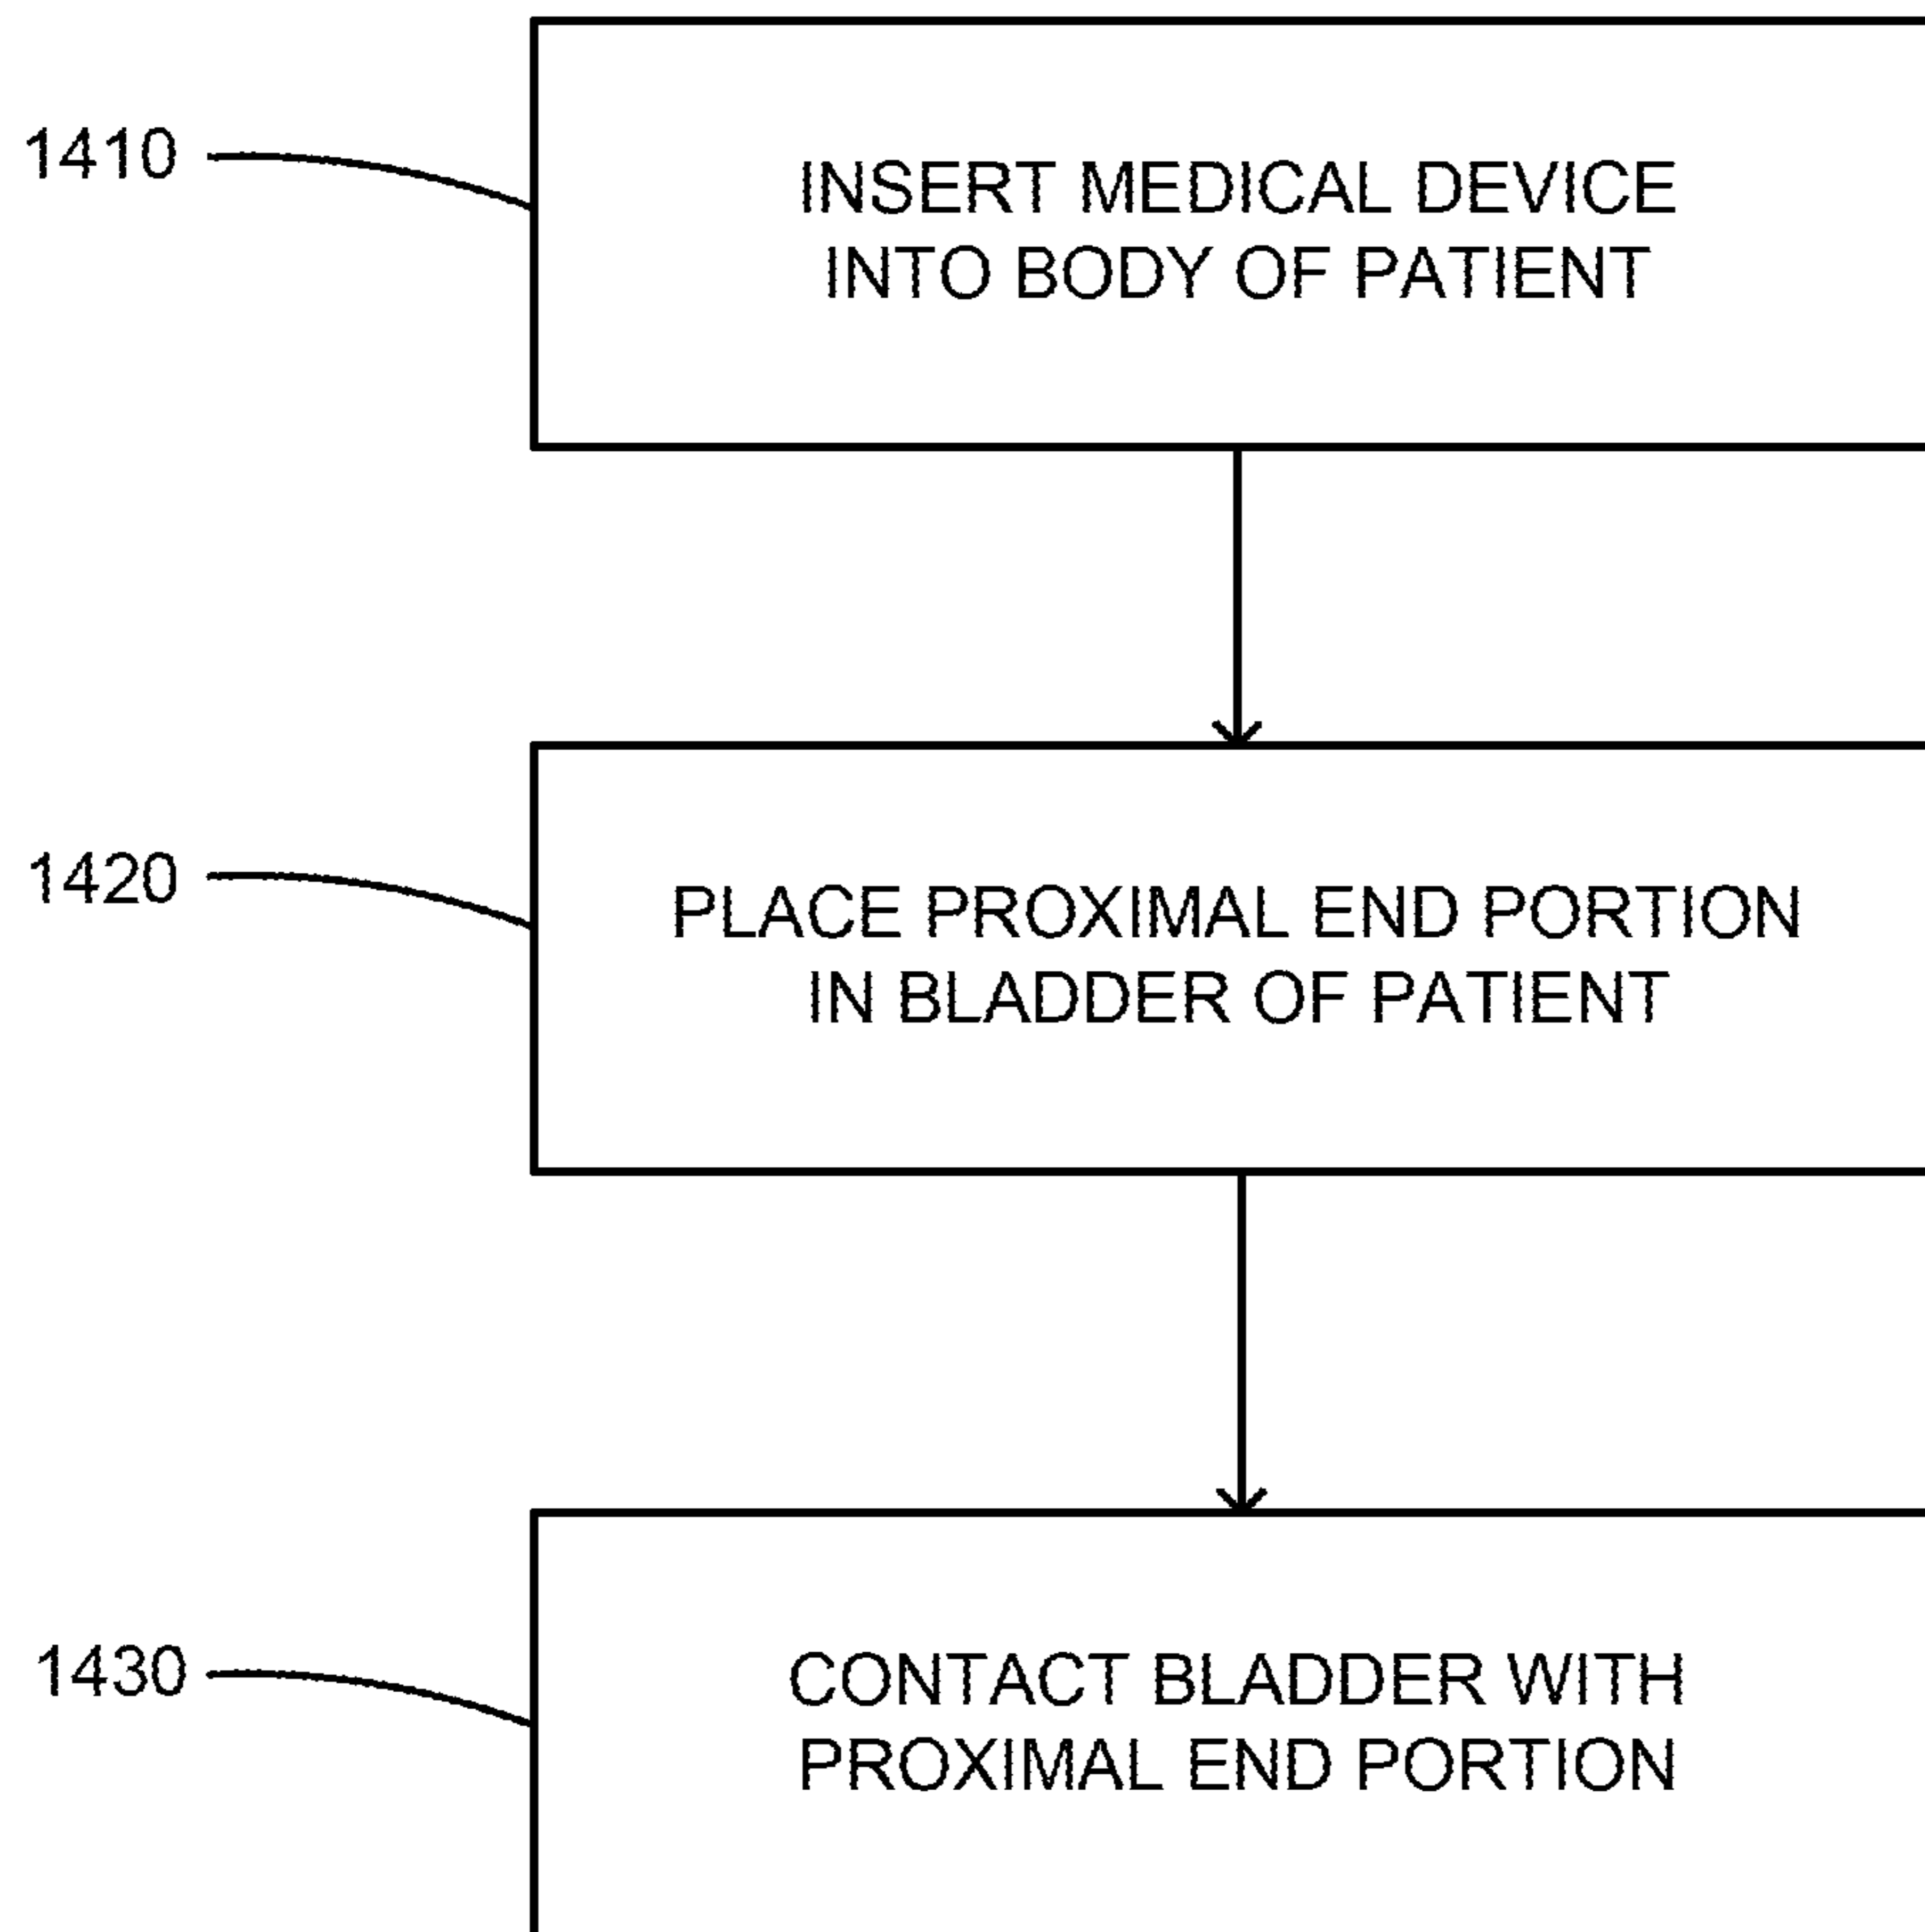 1410
INSERT MEDICAL DEVICE
INTO BODY OF PATIENT
1420
PLACE PROXIMAL END PORTION
IN BLADDER OF PATIENT
1430
CONTACT BLADDER WITH
PROXIMAL END PORTION